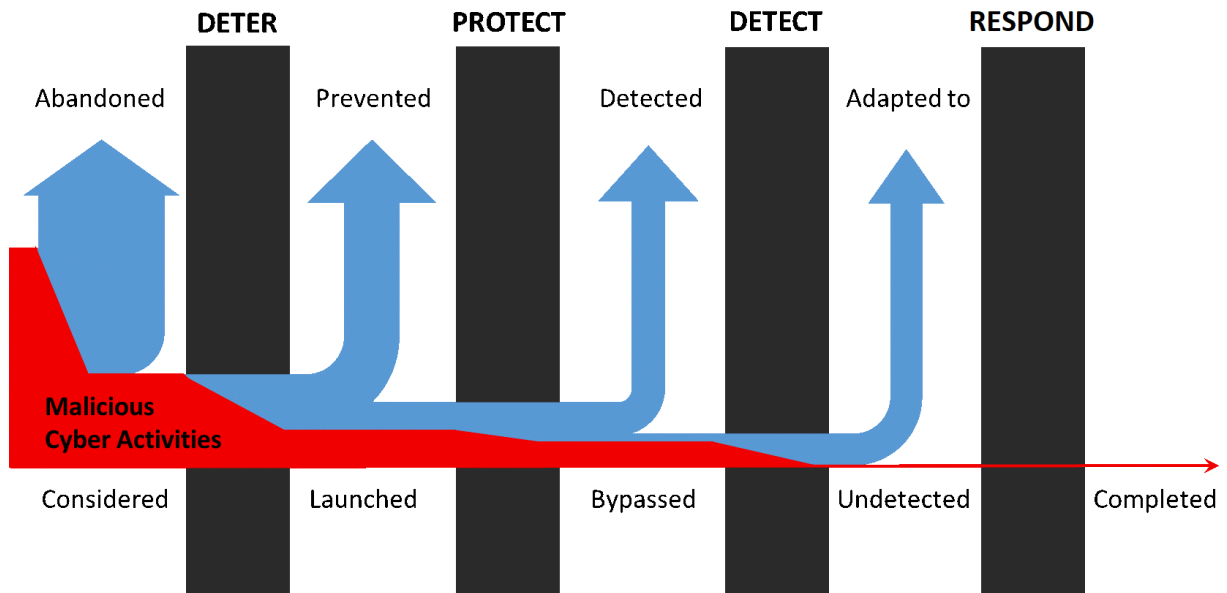 DETER
PROTECT
DETECT
RESPOND
Abandoned
Prevented
Detected
Adapted to
Malicious
Cyber Activities
Considered
Launched
Bypassed
Undetected
Completed